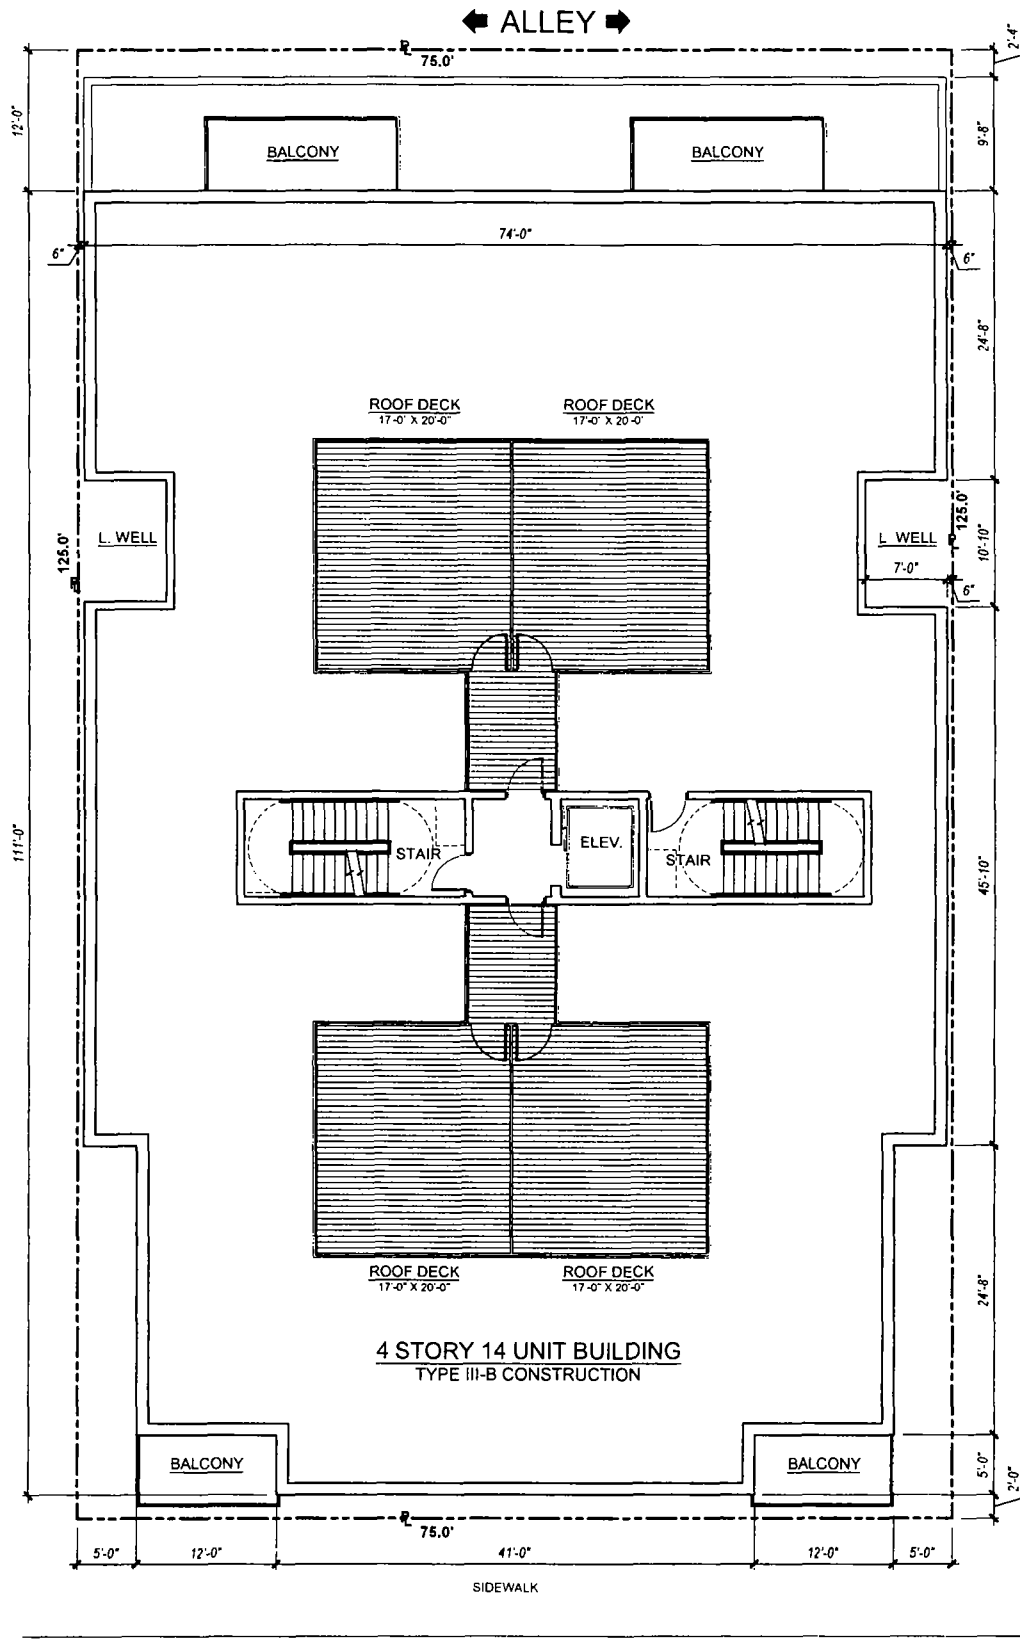 ALLEY
2'-4"
75.0'
12'-0"
9'-8"
BALCONY
BALCONY
74'-0"
6"
6"
24'-8"
ROOF DECK
17'-0" X 20'-0"
ROOF DECK
17'-0" X 20'-0"
125.0'
L. WELL
L. WELL
125.0'
10'-10"
7'-0"
6"
STAIR
ELEV.
STAIR
111'-0"
45'-10"
ROOF DECK
17'-0" X 20'-0"
ROOF DECK
17'-0" X 20'-0"
24'-8"
4 STORY 14 UNIT BUILDING
TYPE III-B CONSTRUCTION
BALCONY
BALCONY
5'-0"
2'-0"
75.0'
5'-0"
12'-0"
41'-0"
12'-0"
5'-0"
SIDEWALK